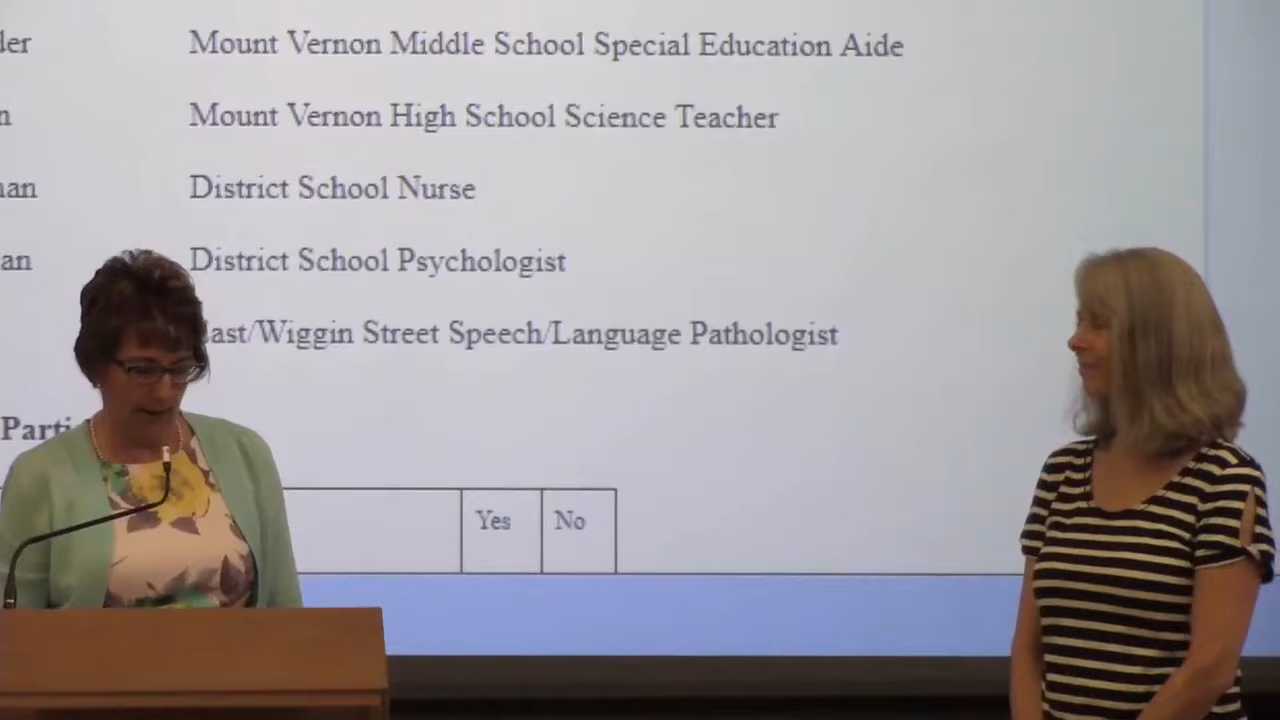 der Mount Vernon Middle School Special Education Aide
n Mount Vernon High School Science Teacher
nan District School Nurse
an District School Psychologist
East/Wiggin Street Speech/Language Pathologist
Parti
Yes No